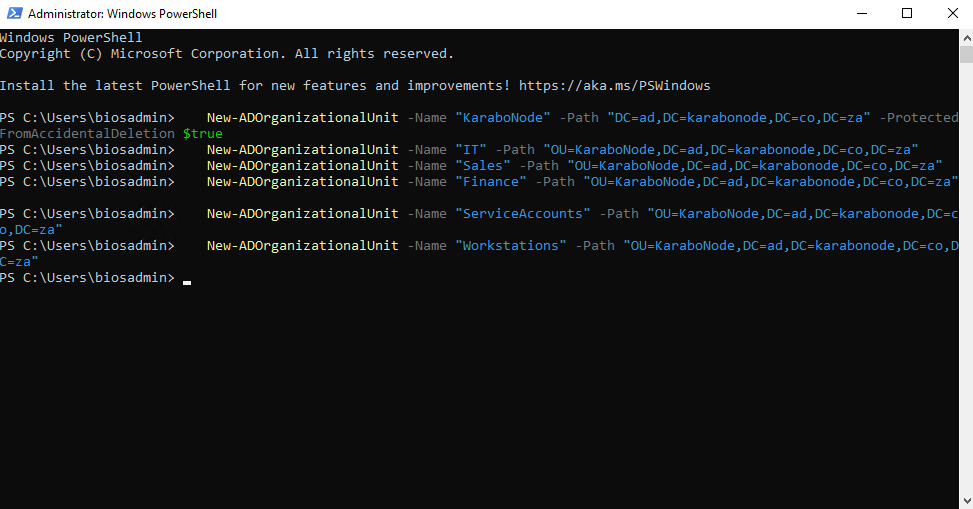 Administrator: Windows PowerShell
Windows PowerShell
Copyright (C) Microsoft Corporation. All rights reserved.
Install the latest PowerShell for new features and improvements! https://aka.ms/PSWindows
PS C:\Users\biosadmin>    New-ADOrganizationalUnit -Name "KaraboNode" -Path "DC=ad,DC=karabonode,DC=co,DC=za" -Protected
FromAccidentalDeletion $true
PS C:\Users\biosadmin>    New-ADOrganizationalUnit -Name "IT" -Path "OU=KaraboNode,DC=ad,DC=karabonode,DC=co,DC=za"
PS C:\Users\biosadmin>    New-ADOrganizationalUnit -Name "Sales" -Path "OU=KaraboNode,DC=ad,DC=karabonode,DC=co,DC=za"
PS C:\Users\biosadmin>    New-ADOrganizationalUnit -Name "Finance" -Path "OU=KaraboNode,DC=ad,DC=karabonode,DC=co,DC=za"
PS C:\Users\biosadmin>    New-ADOrganizationalUnit -Name "ServiceAccounts" -Path "OU=KaraboNode,DC=ad,DC=karabonode,DC=c
o,DC=za"
PS C:\Users\biosadmin>    New-ADOrganizationalUnit -Name "Workstations" -Path "OU=KaraboNode,DC=ad,DC=karabonode,DC=co,D
C=za"
PS C:\Users\biosadmin>